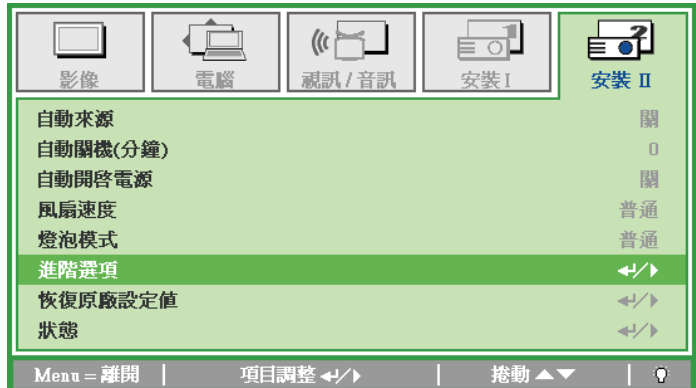 影像 電腦 視訊 / 音訊 安裝 I 安裝 II
自動來源 關
自動關機(分鐘) 0
自動開啓電源 關
風扇速度 普通
燈泡模式 普通
進階選項
恢復原廠設定值
狀態
Menu = 離開 項目調整 捲動